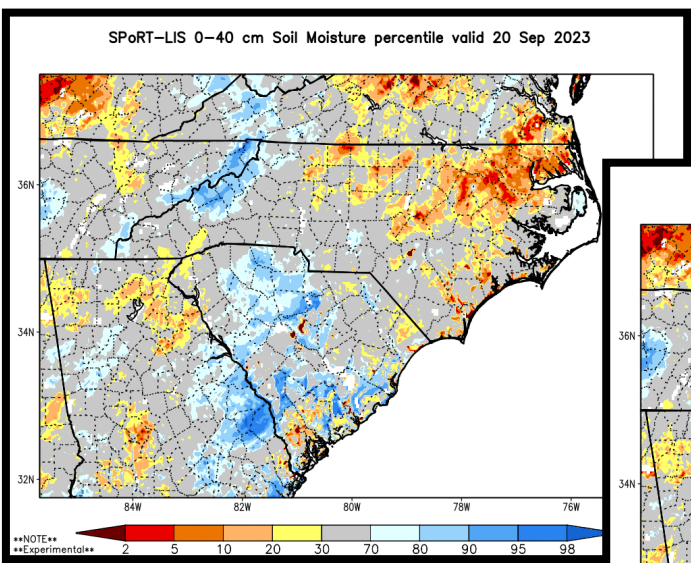 SPoRT–LIS 0–40 cm Soil Moisture percentile valid 20 Sep 2023
36N
36N
34N
34N
32N
84W 82W 80W 78W 76W
**NOTE**
**Experimental**
2 5 10 20 30 70 80 90 95 98